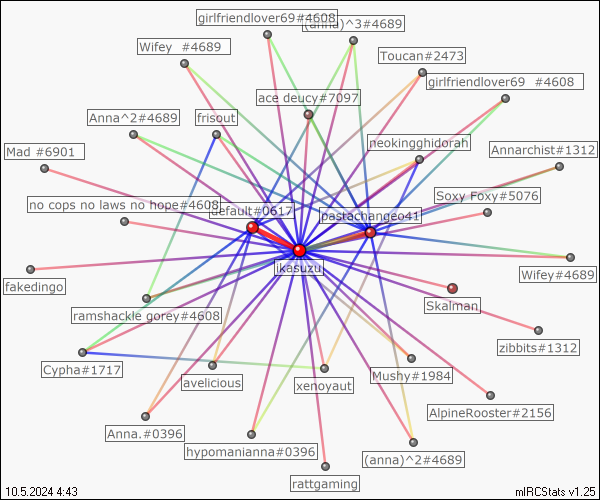 girlfriendlover69#4608
(anna)^3#4689
Wifey #4689
Toucan#2473
girlfriendlover69 #4608
ace deucy#7097
Anna^2#4689
frisout
neokingghidorah
Mad #6901
Annarchist#1312
Soxy Foxy#5076
no cops no laws no hope#4608
default#0617
pastachangeo41
jkasuzu
Wifey#4689
fakedingo
Skalman
ramshackle gorey#4608
zibbits#1312
Cypha#1717
avelicious
xenoyaut
Mushy#1984
AlpineRooster#2156
Anna.#0396
hypomanianna#0396
(anna)^2#4689
rattgaming
10.5.2024 4:43
mIRCStats v1.25